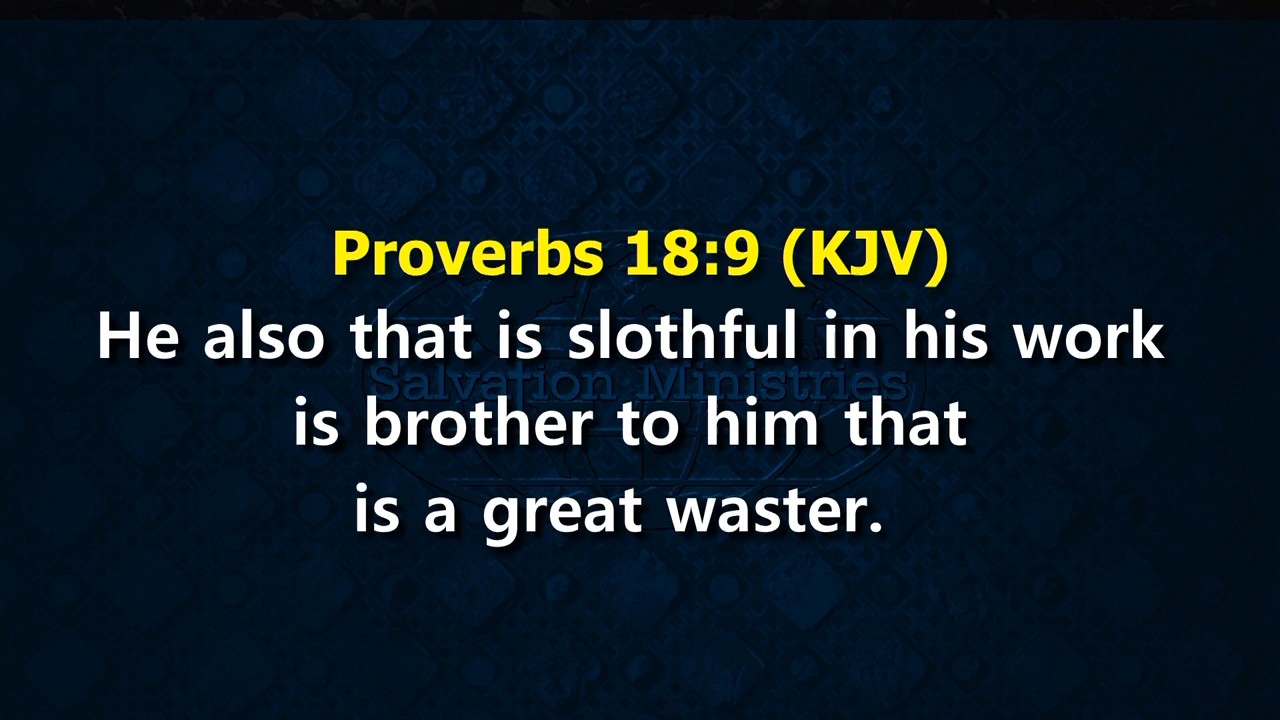 Proverbs 18:9 (KJV)
He also that is slothful in his work
Salvation Ministries
is brother to him that
is a great waster.